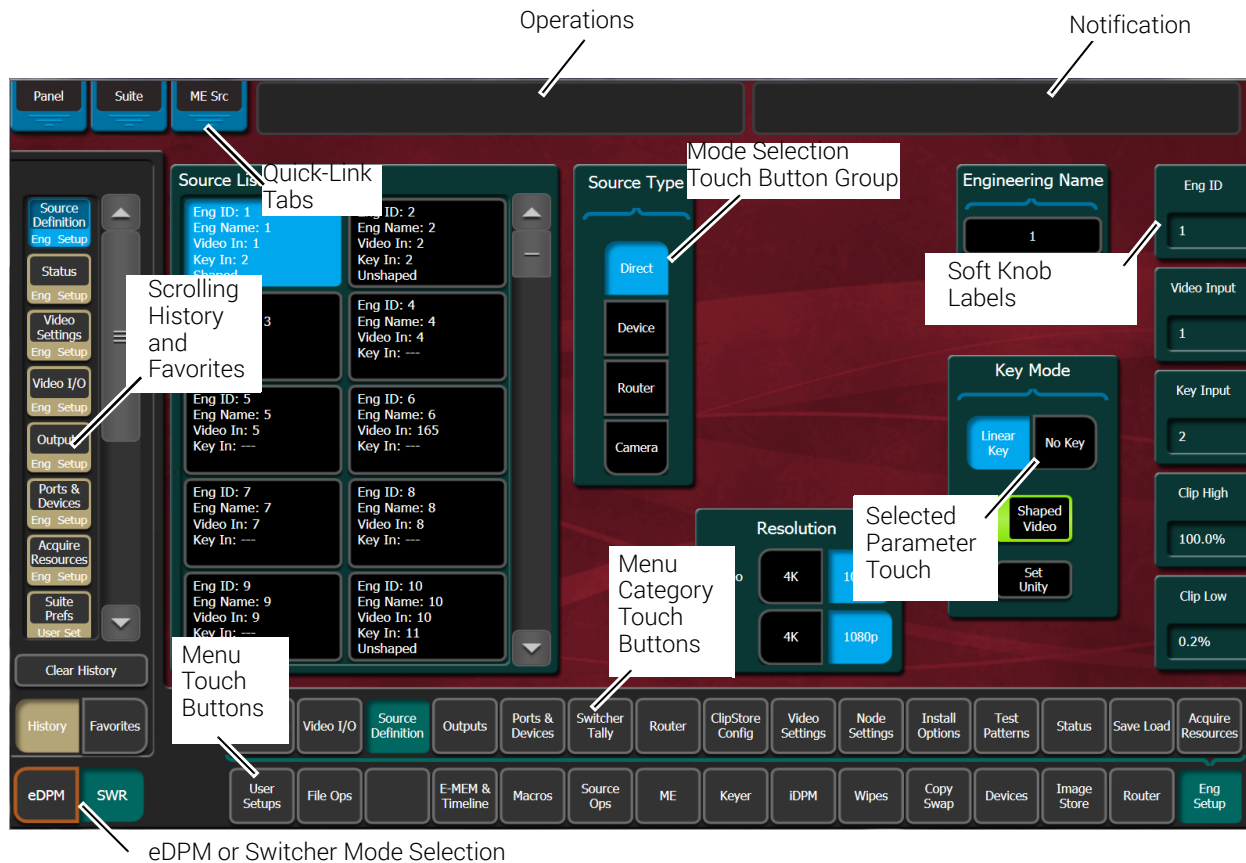 Operations
Notification
Panel
Suite
ME Src
Quick-Link
Tabs
Mode Selection
Touch Button Group
Source
Definition
Eng Setup
Status
Eng Setup
Video
Settings
Eng Setup
Video I/O
Eng Setup
Output
Eng Setup
Ports &
Devices
Eng Setup
Acquire
Resources
Eng Setup
Suite
Prefs
User Set
Clear History
History
Favorites
Scrolling
History
and
Favorites
Source
Eng ID: 1
Eng Name: 1
Video In: 1
Key In: 2
Shaped
ID: 2
Eng Name: 2
Video In: 2
Key In: 2
Unshaped
3
Eng ID: 4
Eng Name: 4
Video In: 4
Key In: ---
Eng ID: 5
Eng Name: 5
Video In: 5
Key In: ---
Eng ID: 6
Eng Name: 6
Video In: 165
Key In: ---
Eng ID: 7
Eng Name: 7
Video In: 7
Key In: ---
Eng ID: 8
Eng Name: 8
Video In: 8
Key In: ---
Eng ID: 9
Eng Name: 9
Video In: 9
Key In: ---
Eng ID: 10
Eng Name: 10
Video In: 10
Key In: 11
Unshaped
Source Type
Direct
Device
Router
Camera
Engineering Name
1
Soft Knob
Labels
Key Mode
Linear
Key
No Key
Shaped
Video
Set
Unity
Selected
Parameter
Touch
Resolution
4K
4K
1080p
Menu
Category
Touch
Buttons
Eng ID
1
Video Input
1
Key Input
2
Clip High
100.0%
Clip Low
0.2%
Menu
Touch
Buttons
Video I/O
Source
Definition
Outputs
Ports &
Devices
Switcher
Tally
Router
ClipStore
Config
Video
Settings
Node
Settings
Install
Options
Test
Patterns
Status
Save Load
Acquire
Resources
eDPM
SWR
User
Setups
File Ops
E-MEM &
Timeline
Macros
Source
Ops
ME
Keyer
iDPM
Wipes
Copy
Swap
Devices
Image
Store
Router
Eng
Setup
eDPM or Switcher Mode Selection